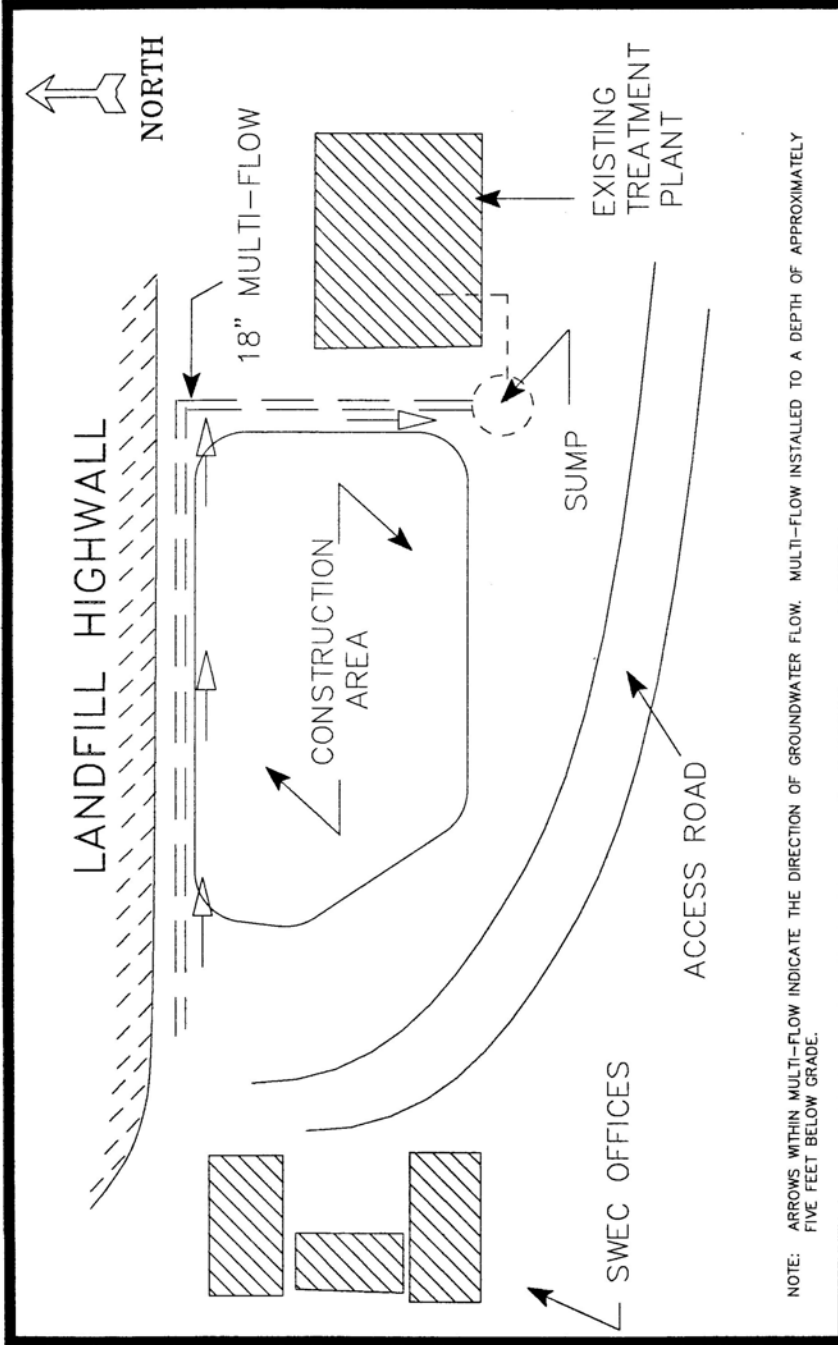 NORTH
LANDFILL HIGHWALL
18" MULTI-FLOW
CONSTRUCTION
AREA
EXISTING
TREATMENT
PLANT
SUMP
ACCESS ROAD
SWEC OFFICES
NOTE: ARROWS WITHIN MULTI-FLOW INDICATE THE DIRECTION OF GROUNDWATER FLOW. MULTI-FLOW INSTALLED TO A DEPTH OF APPROXIMATELY
FIVE FEET BELOW GRADE.